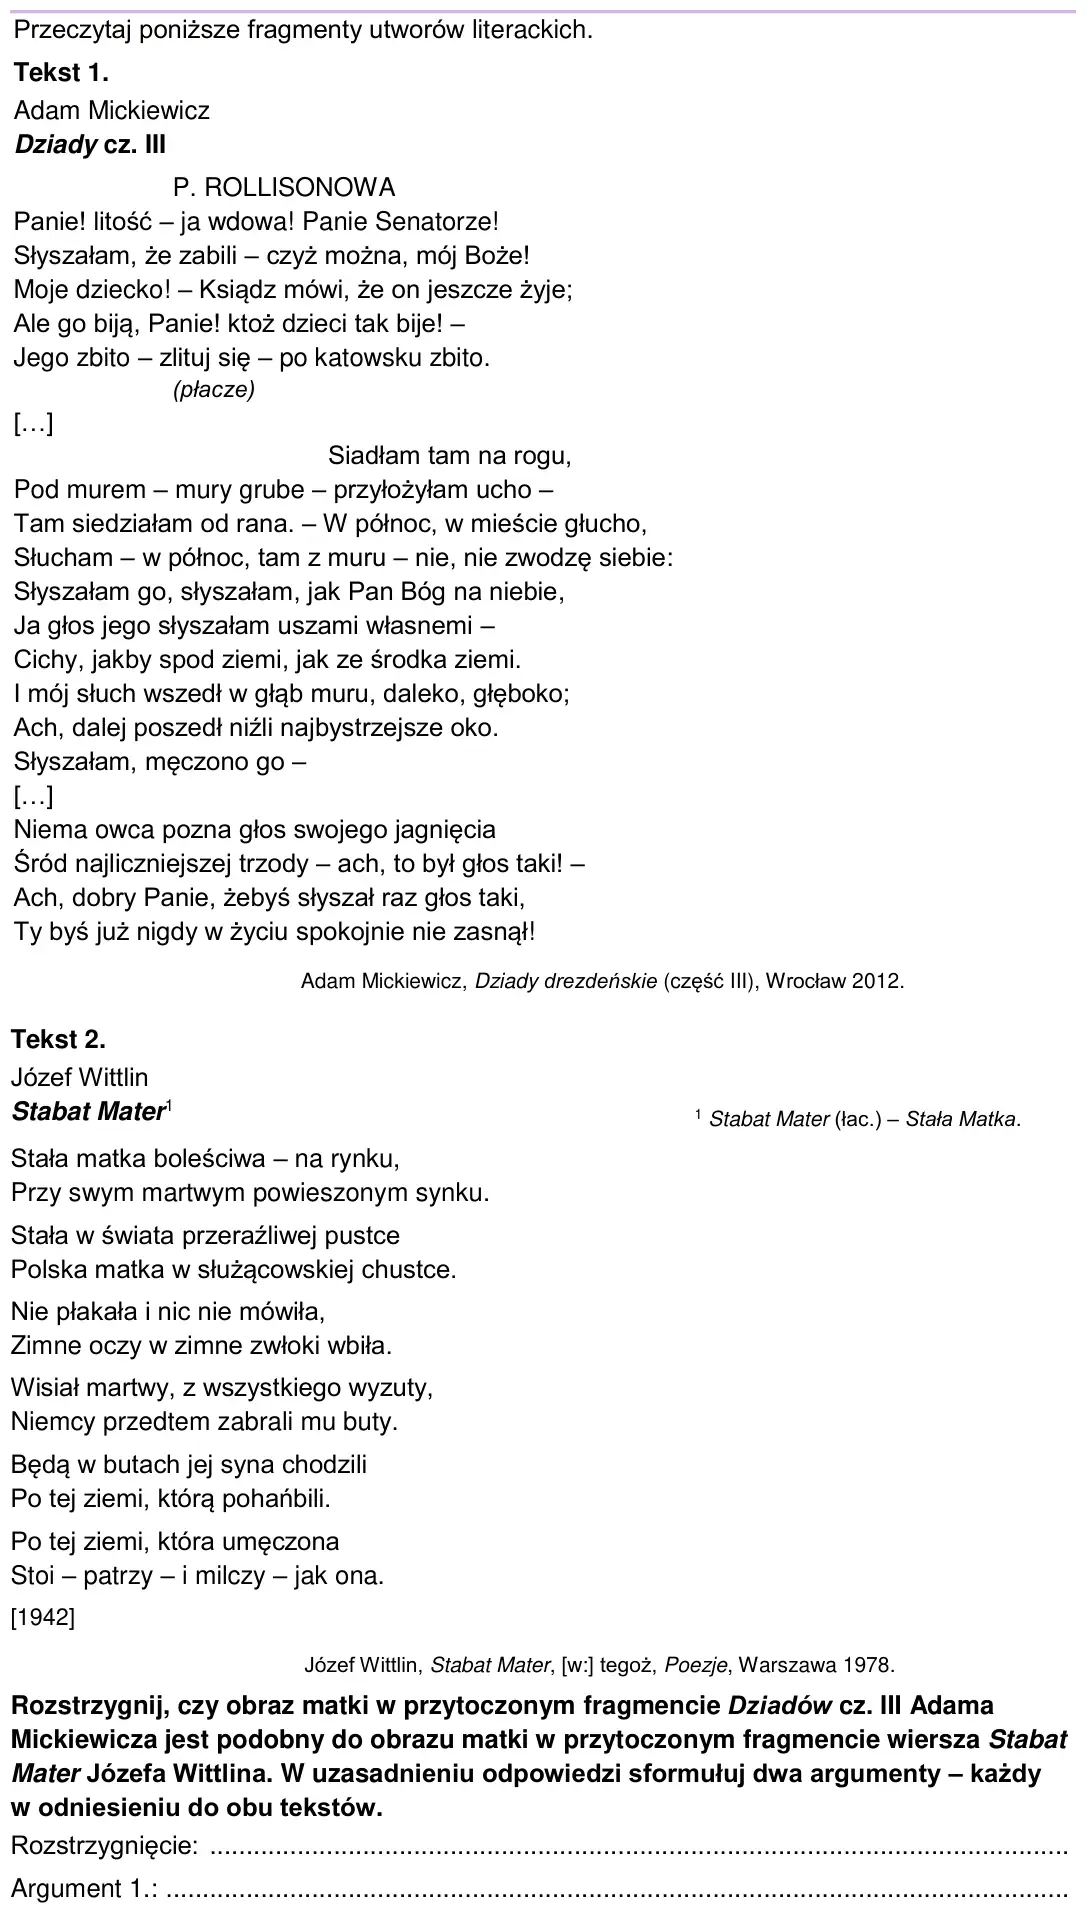 Przeczytaj poniższe fragmenty utworów literackich.
Tekst 1.
Adam Mickiewicz
Dziady cz. III
P. ROLLISONOWA
Panie! litość – ja wdowa! Panie Senatorze!
Słyszałam, że zabili – czyż można, mój Boże!
Moje dziecko! – Ksiądz mówi, że on jeszcze żyje;
Ale go biją, Panie! ktoż dzieci tak bije! –
Jego zbito – zlituj się – po katowsku zbito.
(płacze)
[…]
Siadłam tam na rogu,
Pod murem – mury grube – przyłożyłam ucho –
Tam siedziałam od rana. – W północ, w mieście głucho,
Słucham – w północ, tam z muru – nie, nie zwodzę siebie:
Słyszałam go, słyszałam, jak Pan Bóg na niebie,
Ja głos jego słyszałam uszami własnemi –
Cichy, jakby spod ziemi, jak ze środka ziemi.
I mój słuch wszedł w głąb muru, daleko, głęboko;
Ach, dalej poszedł niźli najbystrzejsze oko.
Słyszałam, męczono go –
[…]
Niema owca pozna głos swojego jagnięcia
Śród najliczniejszej trzody – ach, to był głos taki! –
Ach, dobry Panie, żebyś słyszał raz głos taki,
Ty byś już nigdy w życiu spokojnie nie zasnął!
Adam Mickiewicz, Dziady drezdeńskie (część III), Wrocław 2012.
Tekst 2.
Józef Wittlin
Stabat Mater¹
¹ Stabat Mater (łac.) – Stała Matka.
Stała matka boleściwa – na rynku,
Przy swym martwym powieszonym synku.
Stała w świata przeraźliwej pustce
Polska matka w służącowskiej chustce.
Nie płakała i nic nie mówiła,
Zimne oczy w zimne zwłoki wbiła.
Wisiał martwy, z wszystkiego wyzuty,
Niemcy przedtem zabrali mu buty.
Będą w butach jej syna chodzili
Po tej ziemi, którą pohańbili.
Po tej ziemi, która umęczona
Stoi – patrzy – i milczy – jak ona.
[1942]
Józef Wittlin, Stabat Mater, [w:] tegoż, Poezje, Warszawa 1978.
Rozstrzygnij, czy obraz matki w przytoczonym fragmencie Dziadów cz. III Adama
Mickiewicza jest podobny do obrazu matki w przytoczonym fragmencie wiersza Stabat
Mater Józefa Wittlina. W uzasadnieniu odpowiedzi sformułuj dwa argumenty – każdy
w odniesieniu do obu tekstów.
Rozstrzygnięcie: ........................................................................................................................
Argument 1.: ..............................................................................................................................